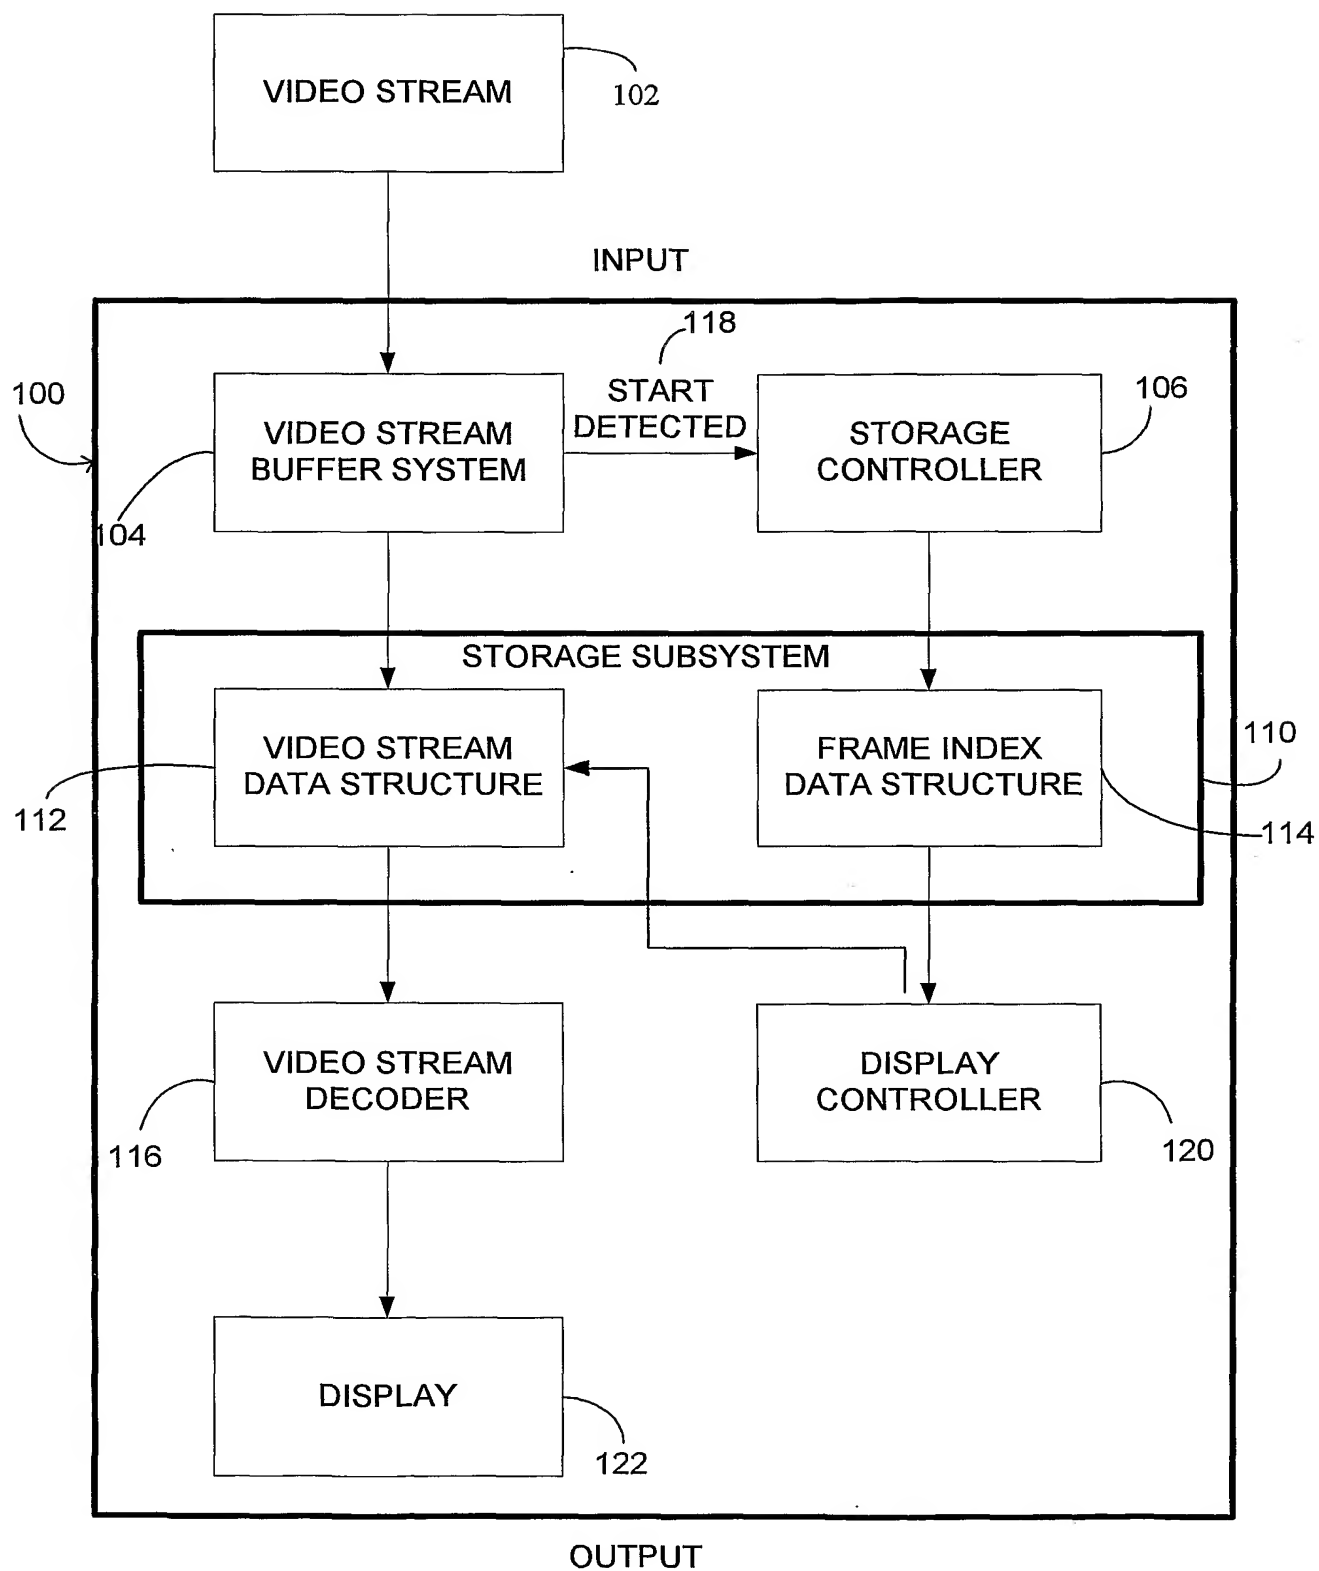 VIDEO STREAM
102
INPUT
118
100
START
DETECTED
106
VIDEO STREAM
BUFFER SYSTEM
STORAGE
CONTROLLER
104
STORAGE SUBSYSTEM
VIDEO STREAM
DATA STRUCTURE
FRAME INDEX
DATA STRUCTURE
110
112
114
VIDEO STREAM
DECODER
DISPLAY
CONTROLLER
116
120
DISPLAY
122
OUTPUT